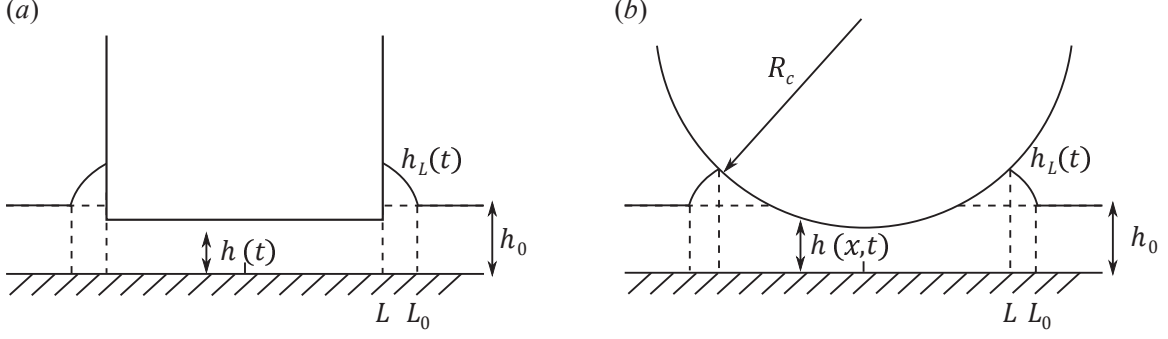 (a)
h_L(t)
h (t)
h_0
L L_0
(b)
R_c
h_L(t)
h (x,t)
h_0
L L_0